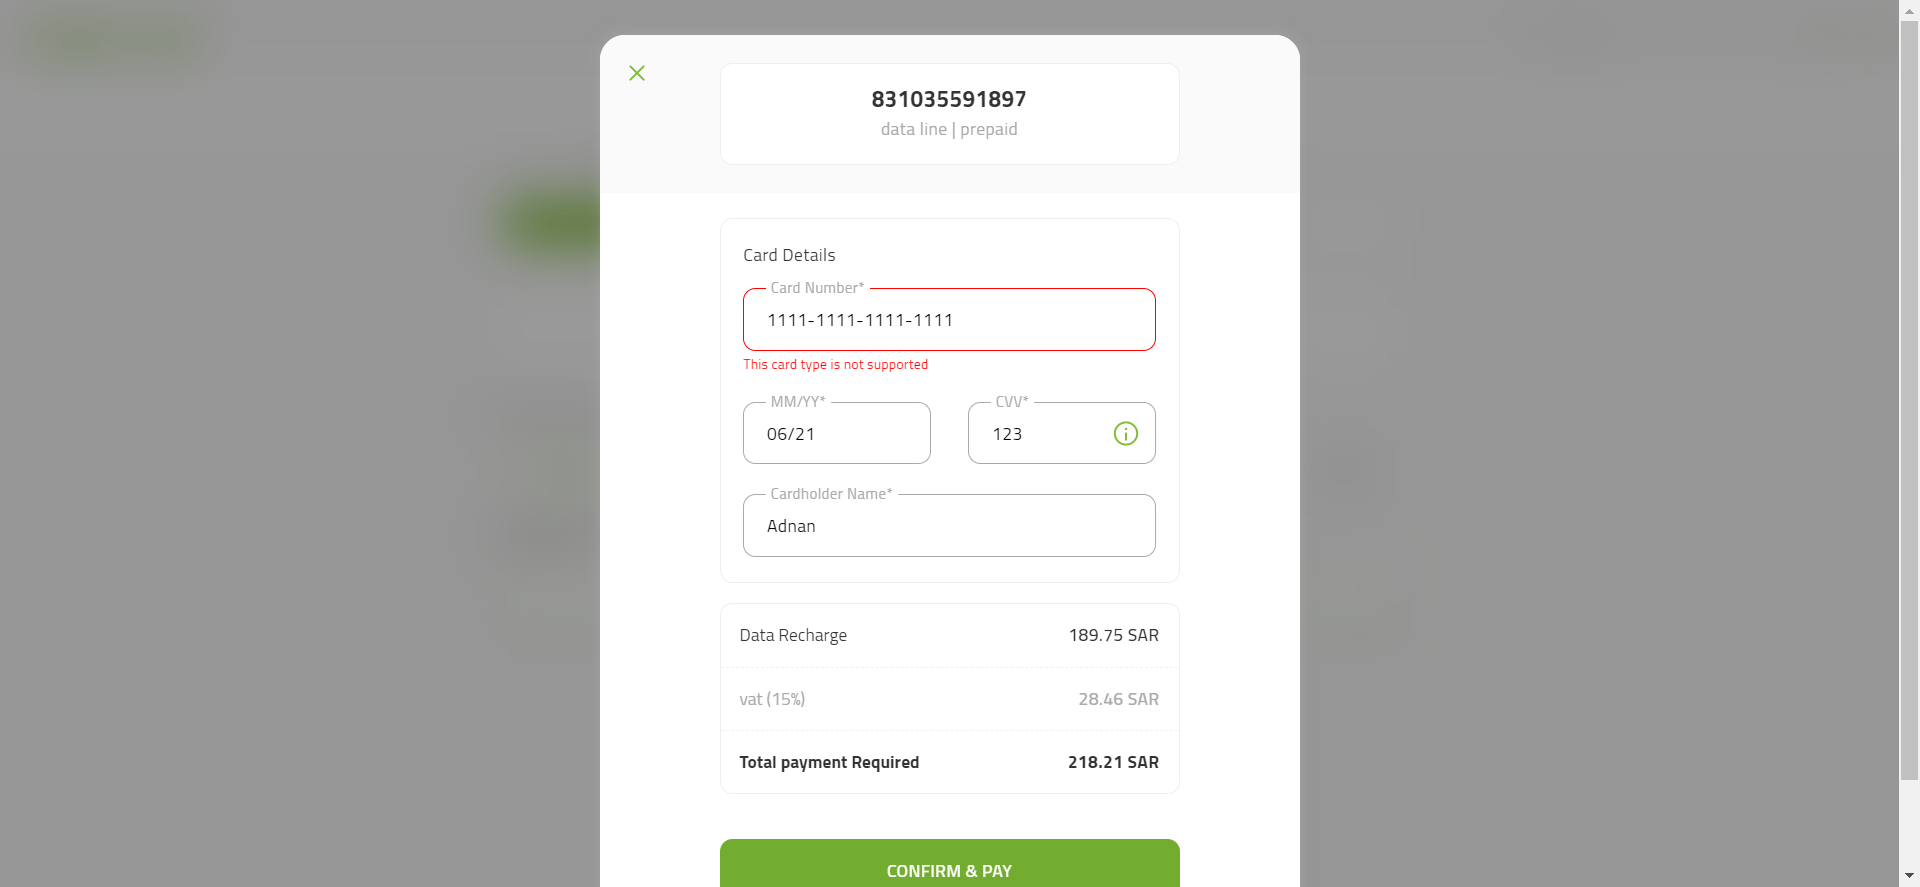 831035591897
data line | prepaid
Card Details
Card Number*
1111-1111-1111-1111
This card type is not supported
MM/YY*
CVV*
06/21
123
Cardholder Name*
Adnan
Data Recharge 189.75 SAR
vat (15%) 28.46 SAR
Total payment Required 218.21 SAR
CONFIRM & PAY